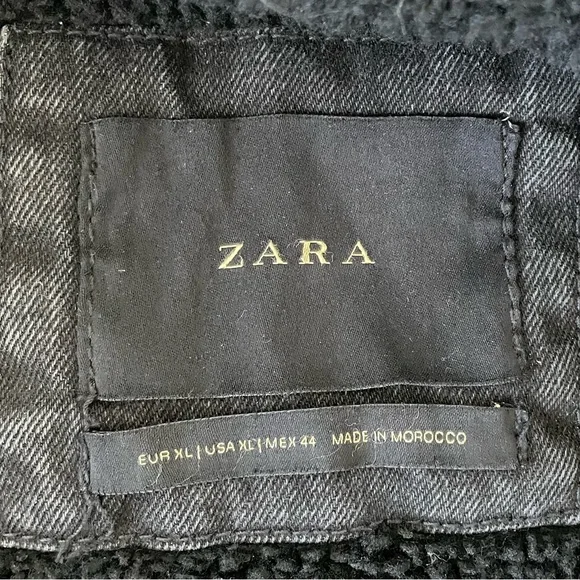 ZARA
EUR XL | USA XL | MEX 44 MADE IN MOROCCO